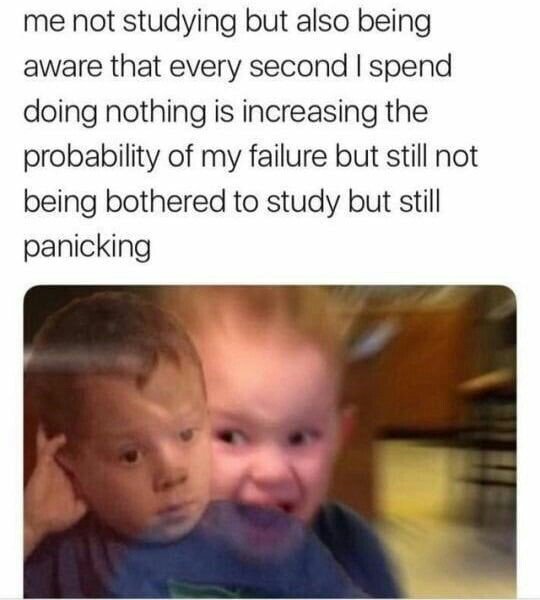 me not studying but also being
aware that every second I spend
doing nothing is increasing the
probability of my failure but still not
being bothered to study but still
panicking